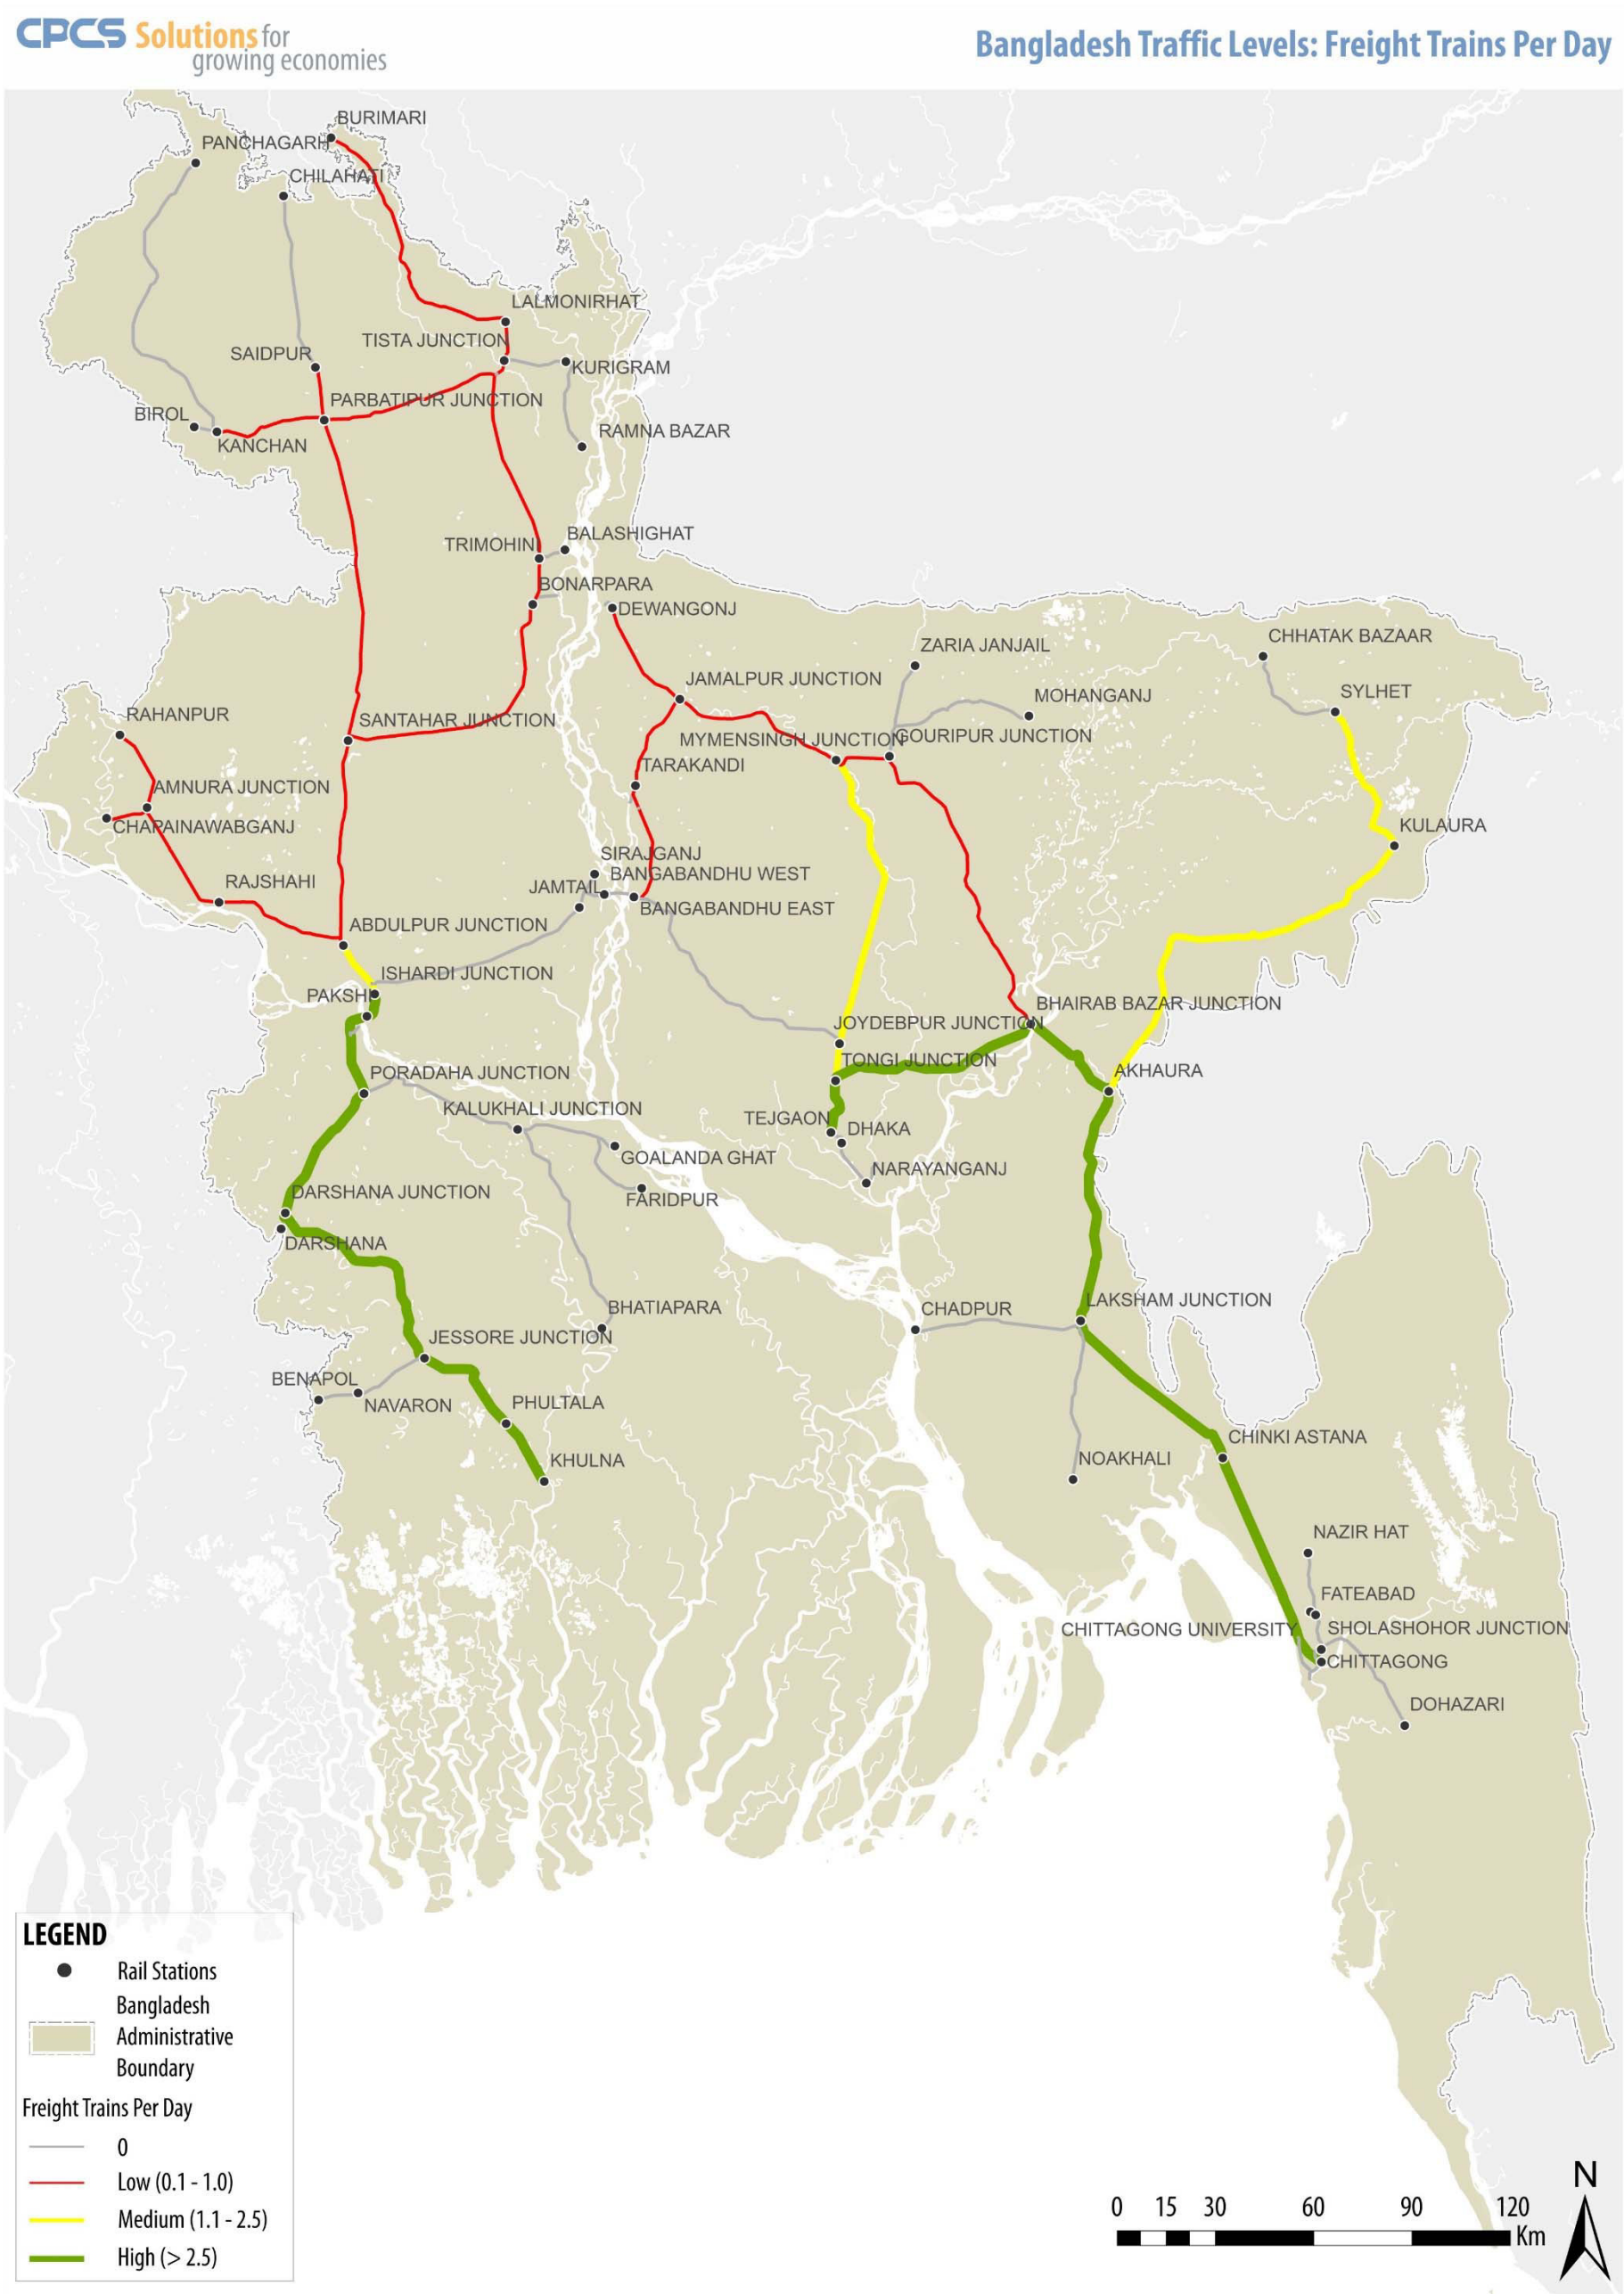 CPCS Solutions for
growing economies
Bangladesh Traffic Levels: Freight Trains Per Day
BURIMARI
PANCHAGARH
CHILAHATI
LALMONIRHAT
TISTA JUNCTION
SAIDPUR
KURIGRAM
PARBATIPUR JUNCTION
BIROL
RAMNA BAZAR
KANCHAN
BALASHIGHAT
TRIMOHINI
BONARPARA
DEWANGONJ
CHHATAK BAZAAR
ZARIA JANJAIL
JAMALPUR JUNCTION
SYLHET
MOHANGANJ
RAHANPUR
SANTAHAR JUNCTION
MYMENSINGH JUNCTION
GOURIPUR JUNCTION
TARAKANDI
AMNURA JUNCTION
CHAPAINAWABGANJ
KULAURA
SIRAJGANJ
BANGABANDHU WEST
RAJSHAHI
JAMTAIL
BANGABANDHU EAST
ABDULPUR JUNCTION
ISHARDI JUNCTION
PAKSHI
BHAIRAB BAZAR JUNCTION
JOYDEBPUR JUNCTION
TONGI JUNCTION
PORADAHA JUNCTION
AKHAURA
KALUKHALI JUNCTION
TEJGAON
DHAKA
GOALANDA GHAT
NARAYANGANJ
DARSHANA JUNCTION
FARIDPUR
DARSHANA
LAKSHAM JUNCTION
BHATIAPARA
CHADPUR
JESSORE JUNCTION
BENAPOL
NAVARON
PHULTALA
CHINKI ASTANA
KHULNA
NOAKHALI
NAZIR HAT
FATEABAD
CHITTAGONG UNIVERSITY
SHOLASHOHOR JUNCTION
CHITTAGONG
DOHAZARI
LEGEND
Rail Stations
Bangladesh
Administrative
Boundary
Freight Trains Per Day
0
Low (0.1 - 1.0)
Medium (1.1 - 2.5)
High (> 2.5)
N
0 15 30 60 90 120
Km